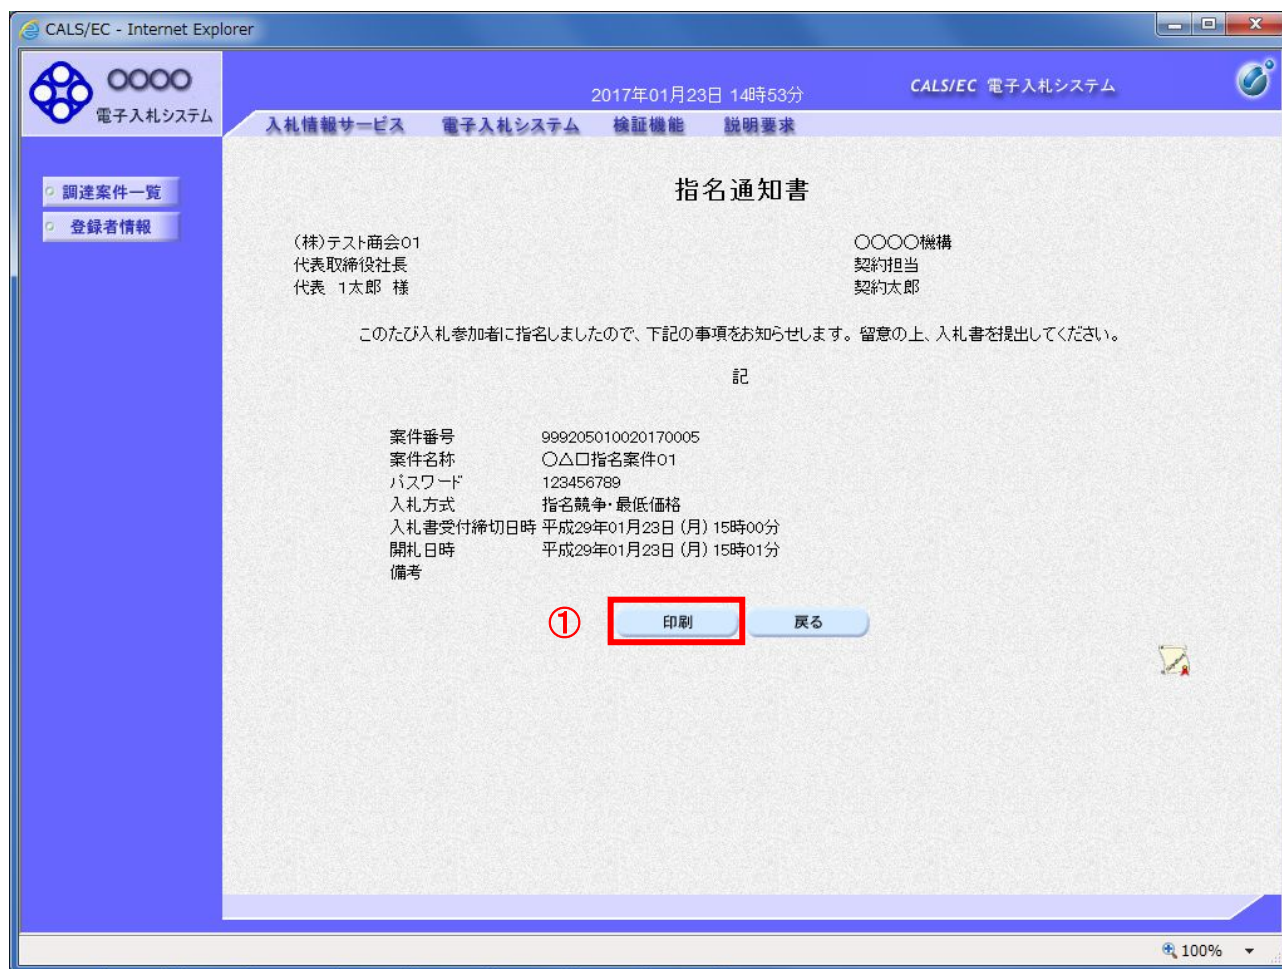 CALS/EC - Internet Explorer
〇〇〇〇
電子入札システム
2017年01月23日 14時53分
CALS/EC 電子入札システム
入札情報サービス 電子入札システム 検証機能 説明要求
調達案件一覧
登録者情報
指名通知書
(株)テスト商会01
代表取締役社長
代表 1太郎 様
〇〇〇〇機構
契約担当
契約太郎
このたび入札参加者に指名しましたので、下記の事項をお知らせします。留意の上、入札書を提出してください。
記
案件番号 999205010020170005
案件名称 〇△口指名案件01
パスワード 123456789
入札方式 指名競争・最低価格
入札書受付締切日時 平成29年01月23日(月)15時00分
開札日時 平成29年01月23日(月)15時01分
備考
① 印刷 戻る
100%